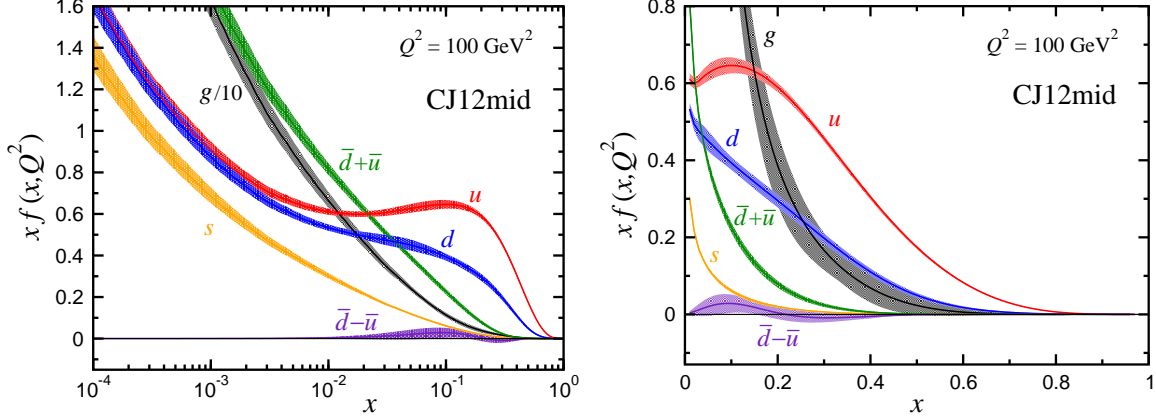 1.6
1.4
1.2
1
0.8
0.6
0.4
0.2
0
x f (x,Q²)
Q² = 100 GeV²
CJ12mid
g/10
d̅+u̅
u
d
s
d̅−u̅
10⁻⁴
10⁻³
10⁻²
10⁻¹
10⁰
x
0.8
0.6
0.4
0.2
0
x f (x,Q²)
g
Q² = 100 GeV²
CJ12mid
u
d
d̅+u̅
s
d̅−u̅
0
0.2
0.4
0.6
0.8
1
x